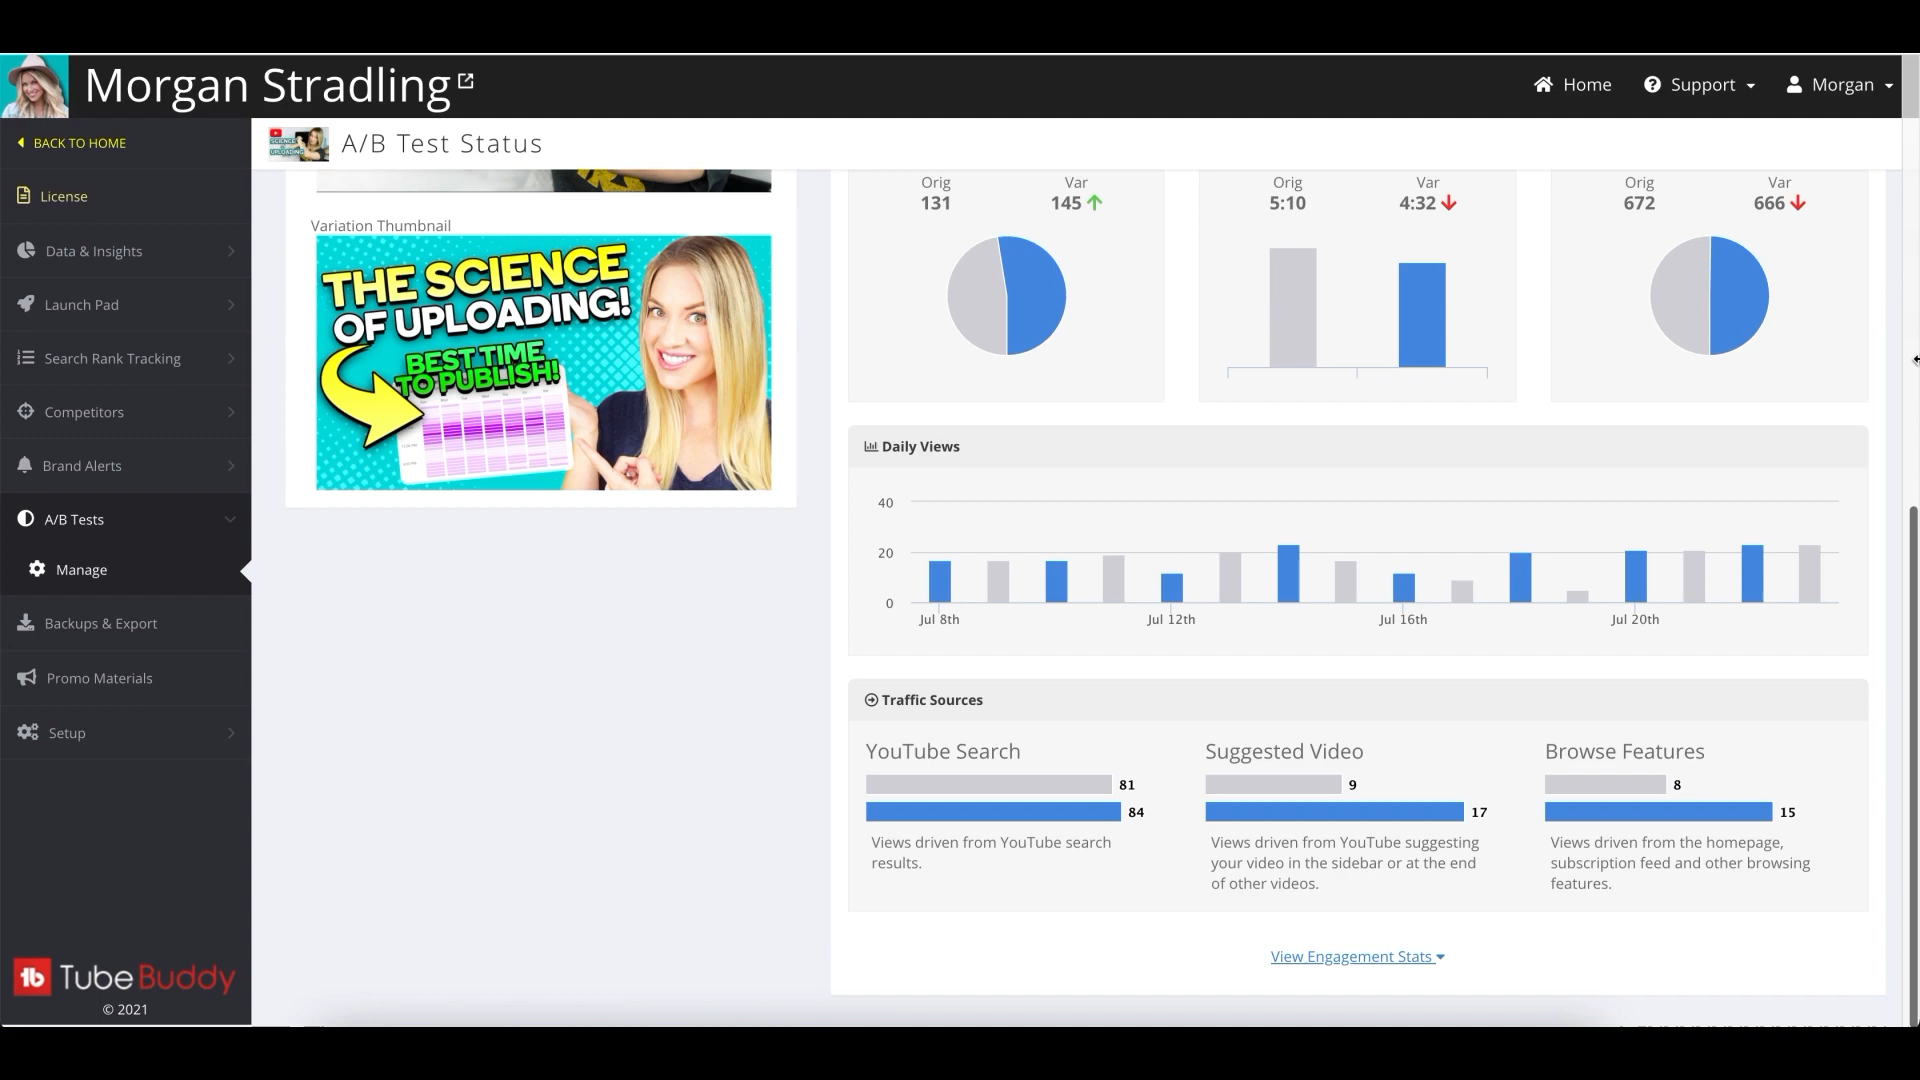 Morgan Stradling
Home
Support
Morgan
BACK TO HOME
License
Data & Insights
Launch Pad
Search Rank Tracking
Competitors
Brand Alerts
A/B Tests
Manage
Backups & Export
Promo Materials
Setup
TubeBuddy
© 2021
A/B Test Status
Variation Thumbnail
THE SCIENCE
OF UPLOADING!
BEST TIME
TO PUBLISH!
Orig Var
131 145
Orig Var
5:10 4:32
Orig Var
672 666
Daily Views
40
20
0
Jul 8th Jul 12th Jul 16th Jul 20th
Traffic Sources
YouTube Search
81
84
Views driven from YouTube search
results.
Suggested Video
9
17
Views driven from YouTube suggesting
your video in the sidebar or at the end
of other videos.
Browse Features
8
15
Views driven from the homepage,
subscription feed and other browsing
features.
View Engagement Stats